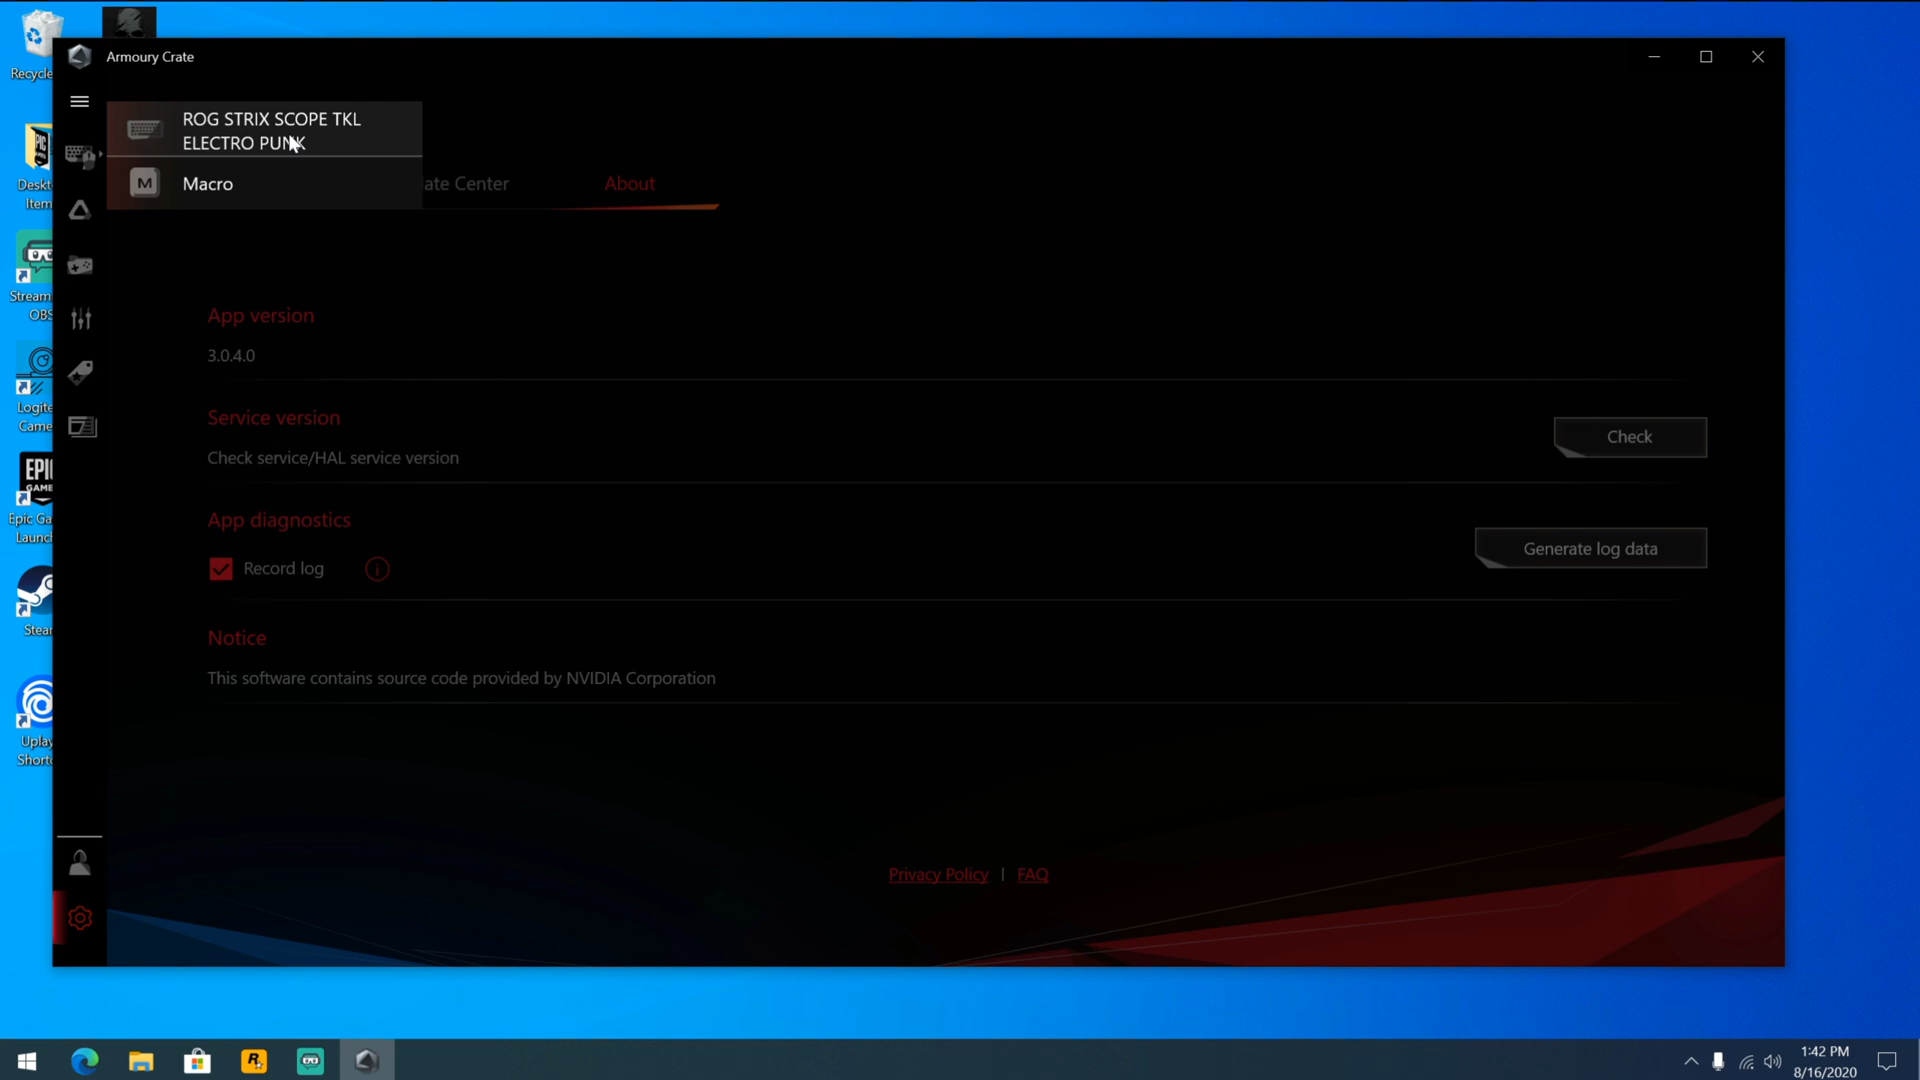 Recycle
Armoury Crate
ROG STRIX SCOPE TKL
ELECTRO PUNK
M
Macro
ate Center
About
Deskt
Item
App version
3.0.4.0
Stream
OBS
Service version
Check service/HAL service version
Check
Logite
Came
App diagnostics
Record log
Generate log data
EPI
GAME
Epic Ga
Launch
Notice
This software contains source code provided by NVIDIA Corporation
Stear
Uplay
Shortc
Privacy Policy | FAQ
R
1:42 PM
8/16/2020